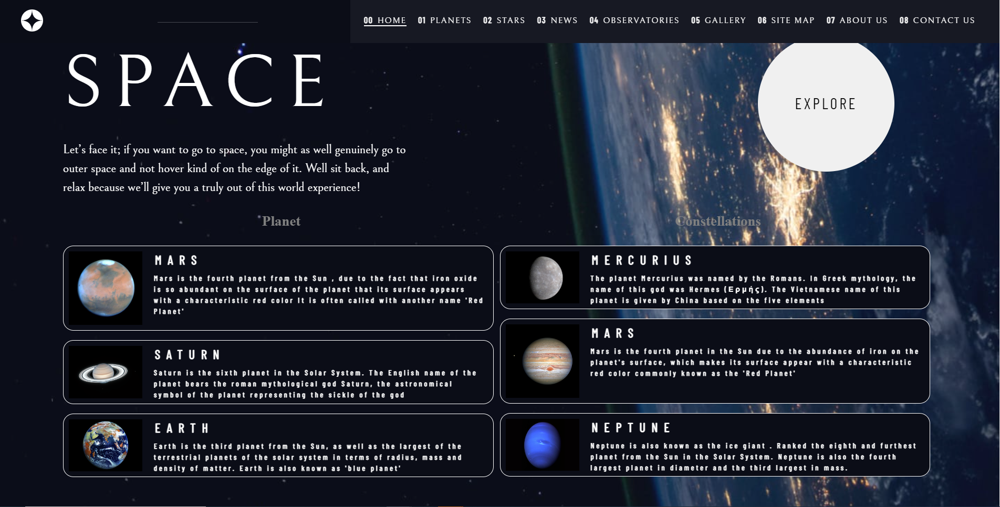 00 HOME 01 PLANETS 02 STARS 03 NEWS 04 OBSERVATORIES 05 GALLERY 06 SITE MAP 07 ABOUT US 08 CONTACT US
SPACE
EXPLORE
Let’s face it; if you want to go to space, you might as well genuinely go to
outer space and not hover kind of on the edge of it. Well sit back, and
relax because we’ll give you a truly out of this world experience!
Planet
MARS
Mars is the fourth planet from the Sun , due to the fact that iron oxide
is so abundant on the surface of the planet that its surface appears
with a characteristic red color It is often called with another name 'Red
Planet'
SATURN
Saturn is the sixth planet in the Solar System. The English name of the
planet bears the roman mythological god Saturn, the astronomical
symbol of the planet representing the sickle of the god
EARTH
Earth is the third planet from the Sun, as well as the largest of the
terrestrial planets of the solar system in terms of radius, mass and
density of matter. Earth is also known as 'blue planet'
Constellations
MERCURIUS
The planet Mercurius was named by the Romans. In Greek mythology, the
name of this god was Hermes (Ερμής). The Vietnamese name of this
planet is given by China based on the five elements
MARS
Mars is the fourth planet in the Sun due to the abundance of iron on the
planet's surface, which makes its surface appear with a characteristic
red color commonly known as the 'Red Planet'
NEPTUNE
Neptune is also known as the ice giant . Ranked the eighth and furthest
planet from the Sun in the Solar System. Neptune is also the fourth
largest planet in diameter and the third largest in mass.